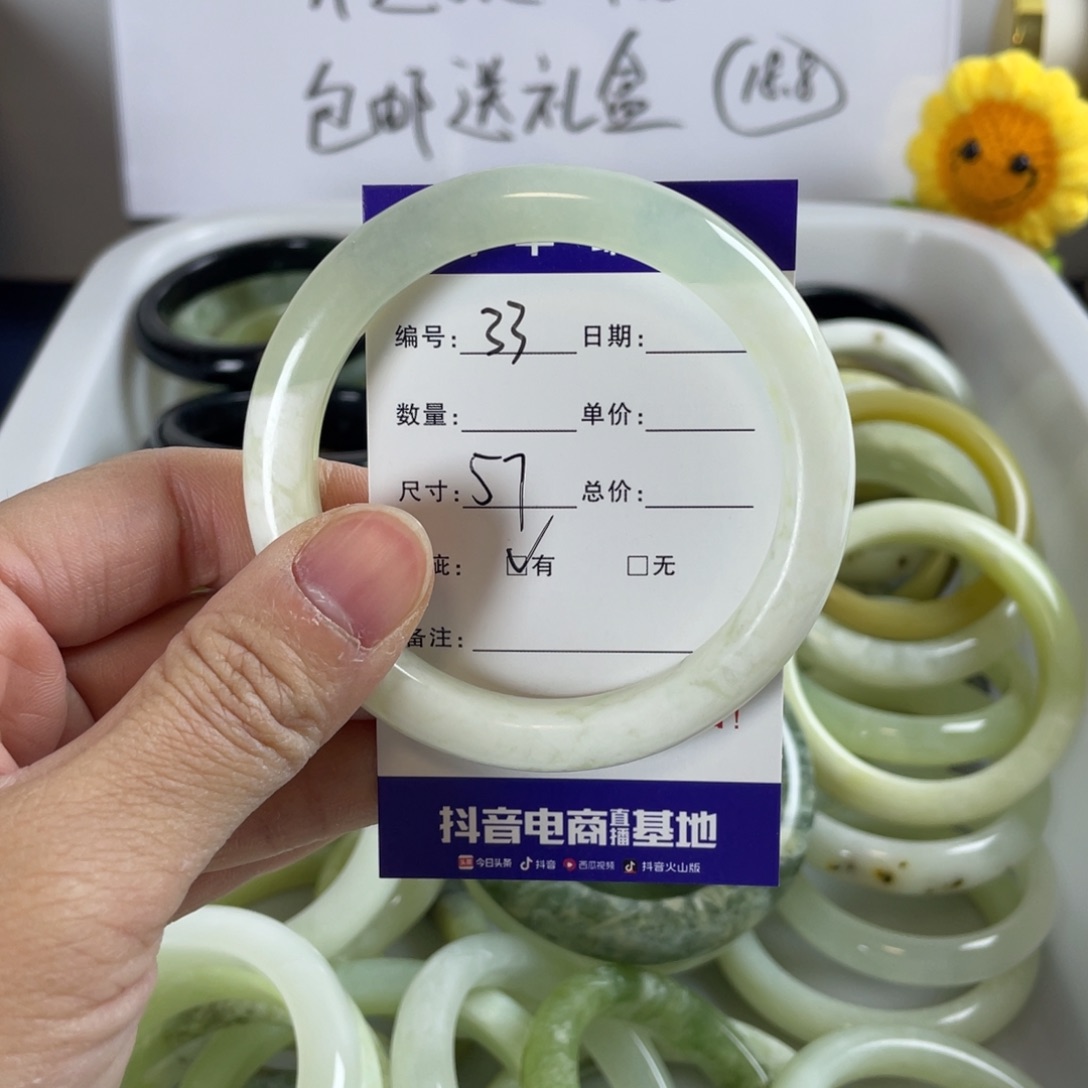 包邮送礼盒 18.8
编号: 33 日期:
数量: 单价:
尺寸: 57 总价:
疵: ☑有 □无
备注:
!
抖音电商直播基地
今日头条 抖音 西瓜视频 抖音火山版